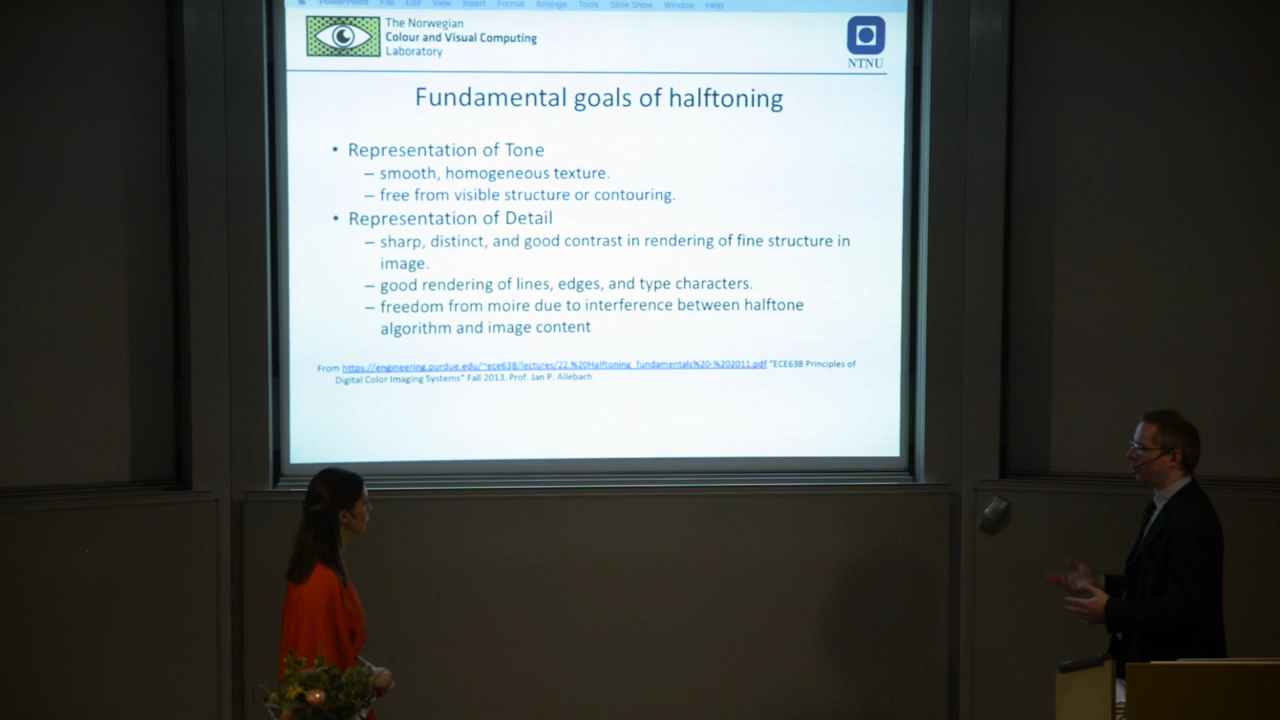 PowerPoint File Edit View Insert Format Arrange Tools Slide Show Window Help
The Norwegian
Colour and Visual Computing
Laboratory
NTNU
Fundamental goals of halftoning
• Representation of Tone
– smooth, homogeneous texture.
– free from visible structure or contouring.
• Representation of Detail
– sharp, distinct, and good contrast in rendering of fine structure in
image.
– good rendering of lines, edges, and type characters.
– freedom from moire due to interference between halftone
algorithm and image content
From https://engineering.purdue.edu/~ece638/lectures/22.%20Halftoning_fundamentals%20-%202011.pdf "ECE638 Principles of
Digital Color Imaging Systems" Fall 2013. Prof. Jan P. Allebach